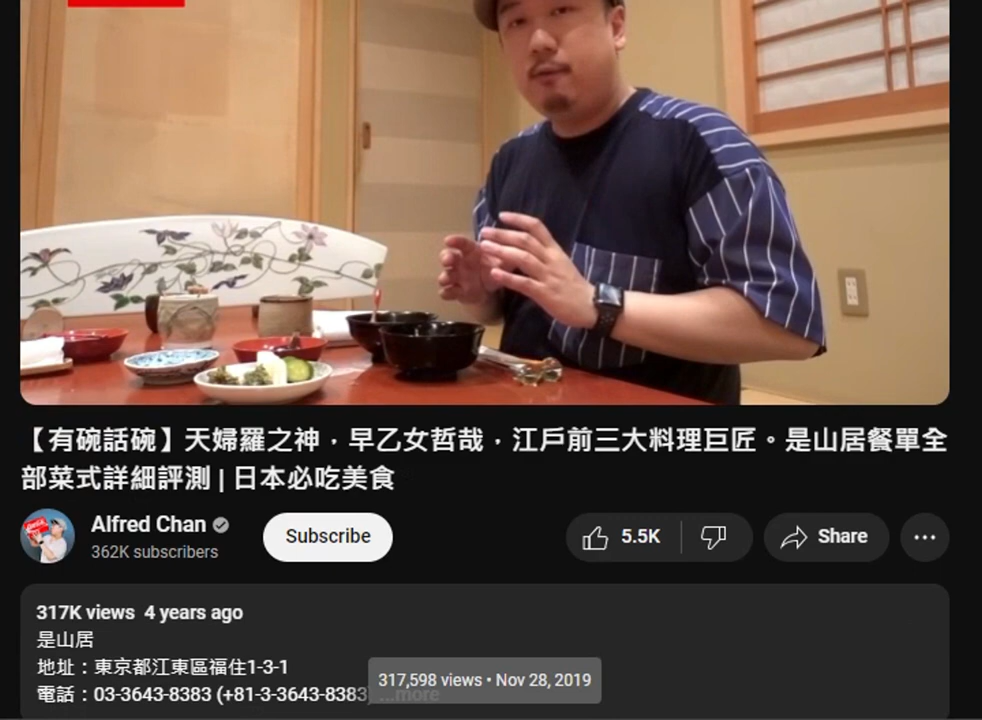 【有碗話碗】天婦羅之神，早乙女哲哉，江戶前三大料理巨匠。是山居餐單全
部菜式詳細評測 | 日本必吃美食
Alfred Chan
362K subscribers
Subscribe
5.5K
Share
317K views 4 years ago
是山居
地址：東京都江東區福住1-3-1
電話：03-3643-8383 (+81-3-3643-8383) ...more
317,598 views • Nov 28, 2019